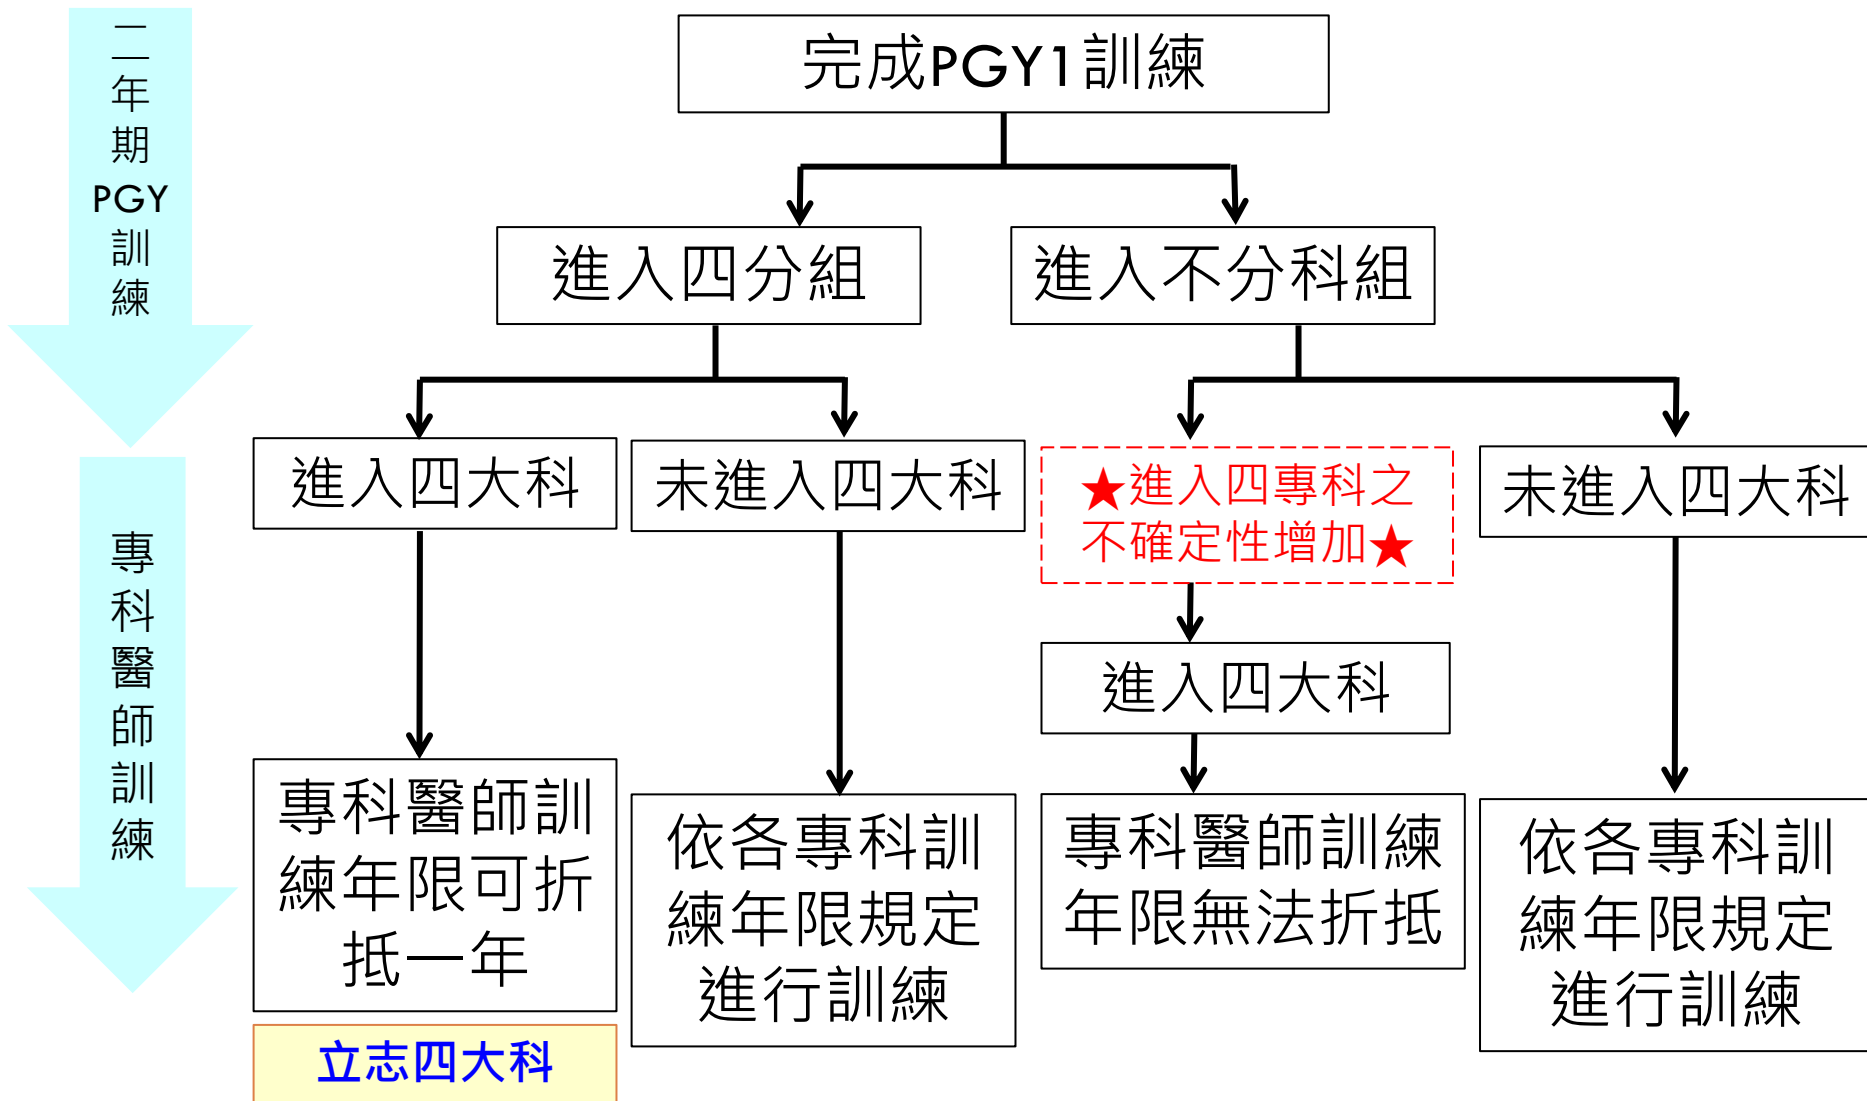 二
年
期
PGY
訓
練
專
科
醫
師
訓
練
完成PGY1訓練
進入四分組
進入不分科組
進入四大科
未進入四大科
★進入四專科之
不確定性增加★
未進入四大科
進入四大科
專科醫師訓
練年限可折
抵一年
依各專科訓
練年限規定
進行訓練
專科醫師訓練
年限無法折抵
依各專科訓
練年限規定
進行訓練
立志四大科